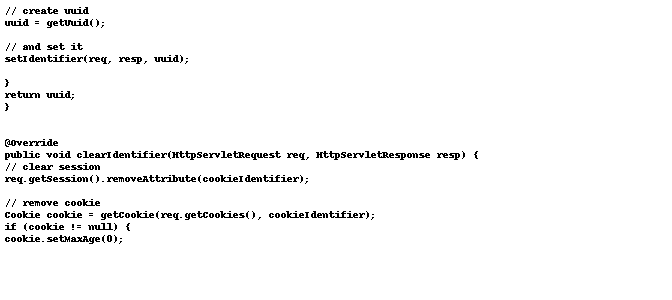 // create uuid
uuid = getUuid();
// and set it
setIdentifier(req, resp, uuid);
}
return uuid;
}
@Override
public void clearIdentifier(HttpServletRequest req, HttpServletResponse resp) {
// clear session
req.getSession().removeAttribute(cookieIdentifier);
// remove cookie
Cookie cookie = getCookie(req.getCookies(), cookieIdentifier);
if (cookie != null) {
cookie.setMaxAge(0);